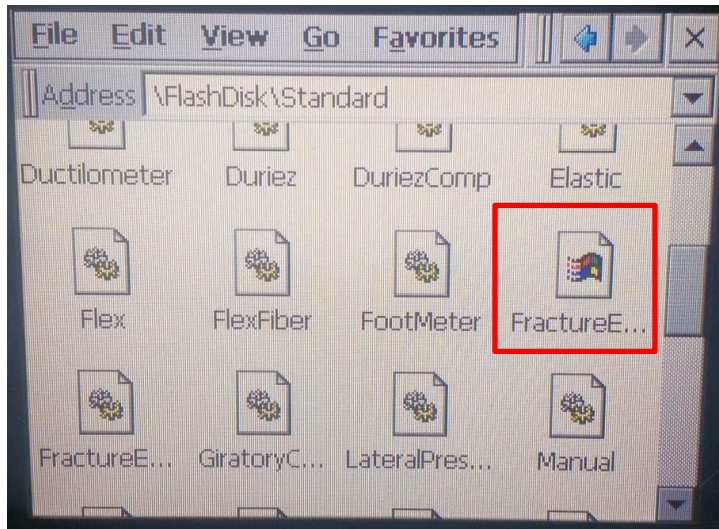 File Edit View Go Favorites
Address \FlashDisk\Standard
Ductilometer Duriez DuriezComp Elastic
Flex FlexFiber FootMeter FractureE...
FractureE... GiratoryC... LateralPres... Manual